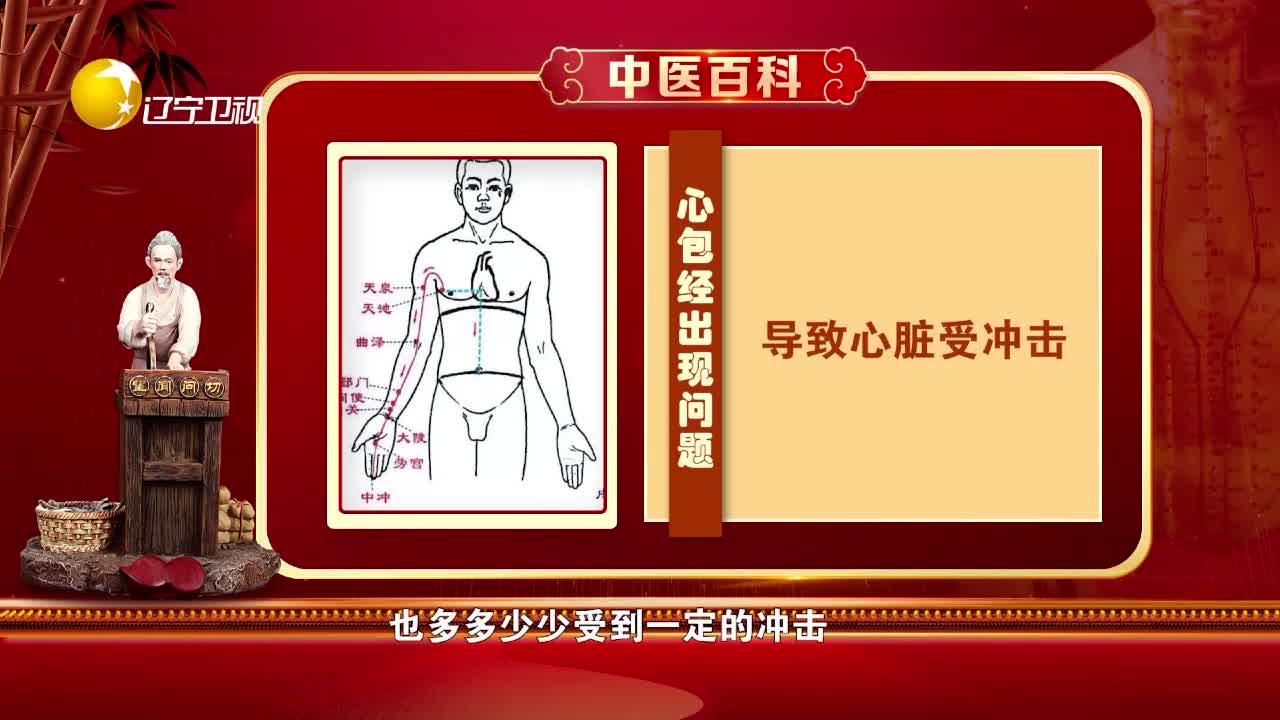 中医百科
辽宁卫视
心包经出现问题
导致心脏受冲击
天泉
天池
曲泽
郄门
间使
关
大陵
劳宫
中冲
望闻问切
也多多少少受到一定的冲击